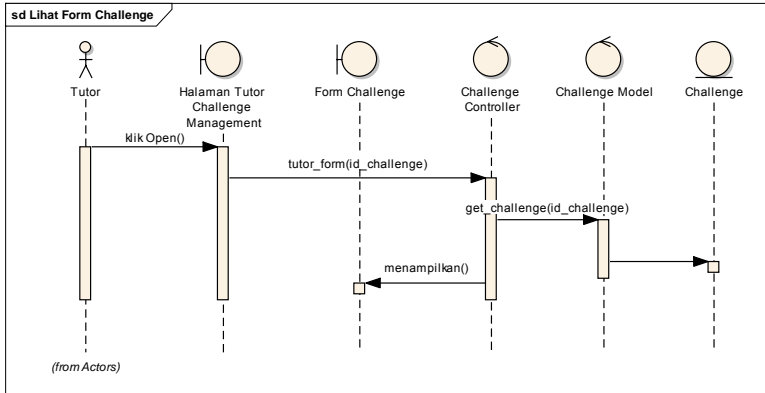 sd Lihat Form Challenge
Tutor
Halaman Tutor
Challenge
Management
Form Challenge
Challenge
Controller
Challenge Model
Challenge
klik Open()
tutor_form(id_challenge)
get_challenge(id_challenge)
menampilkan()
(from Actors)